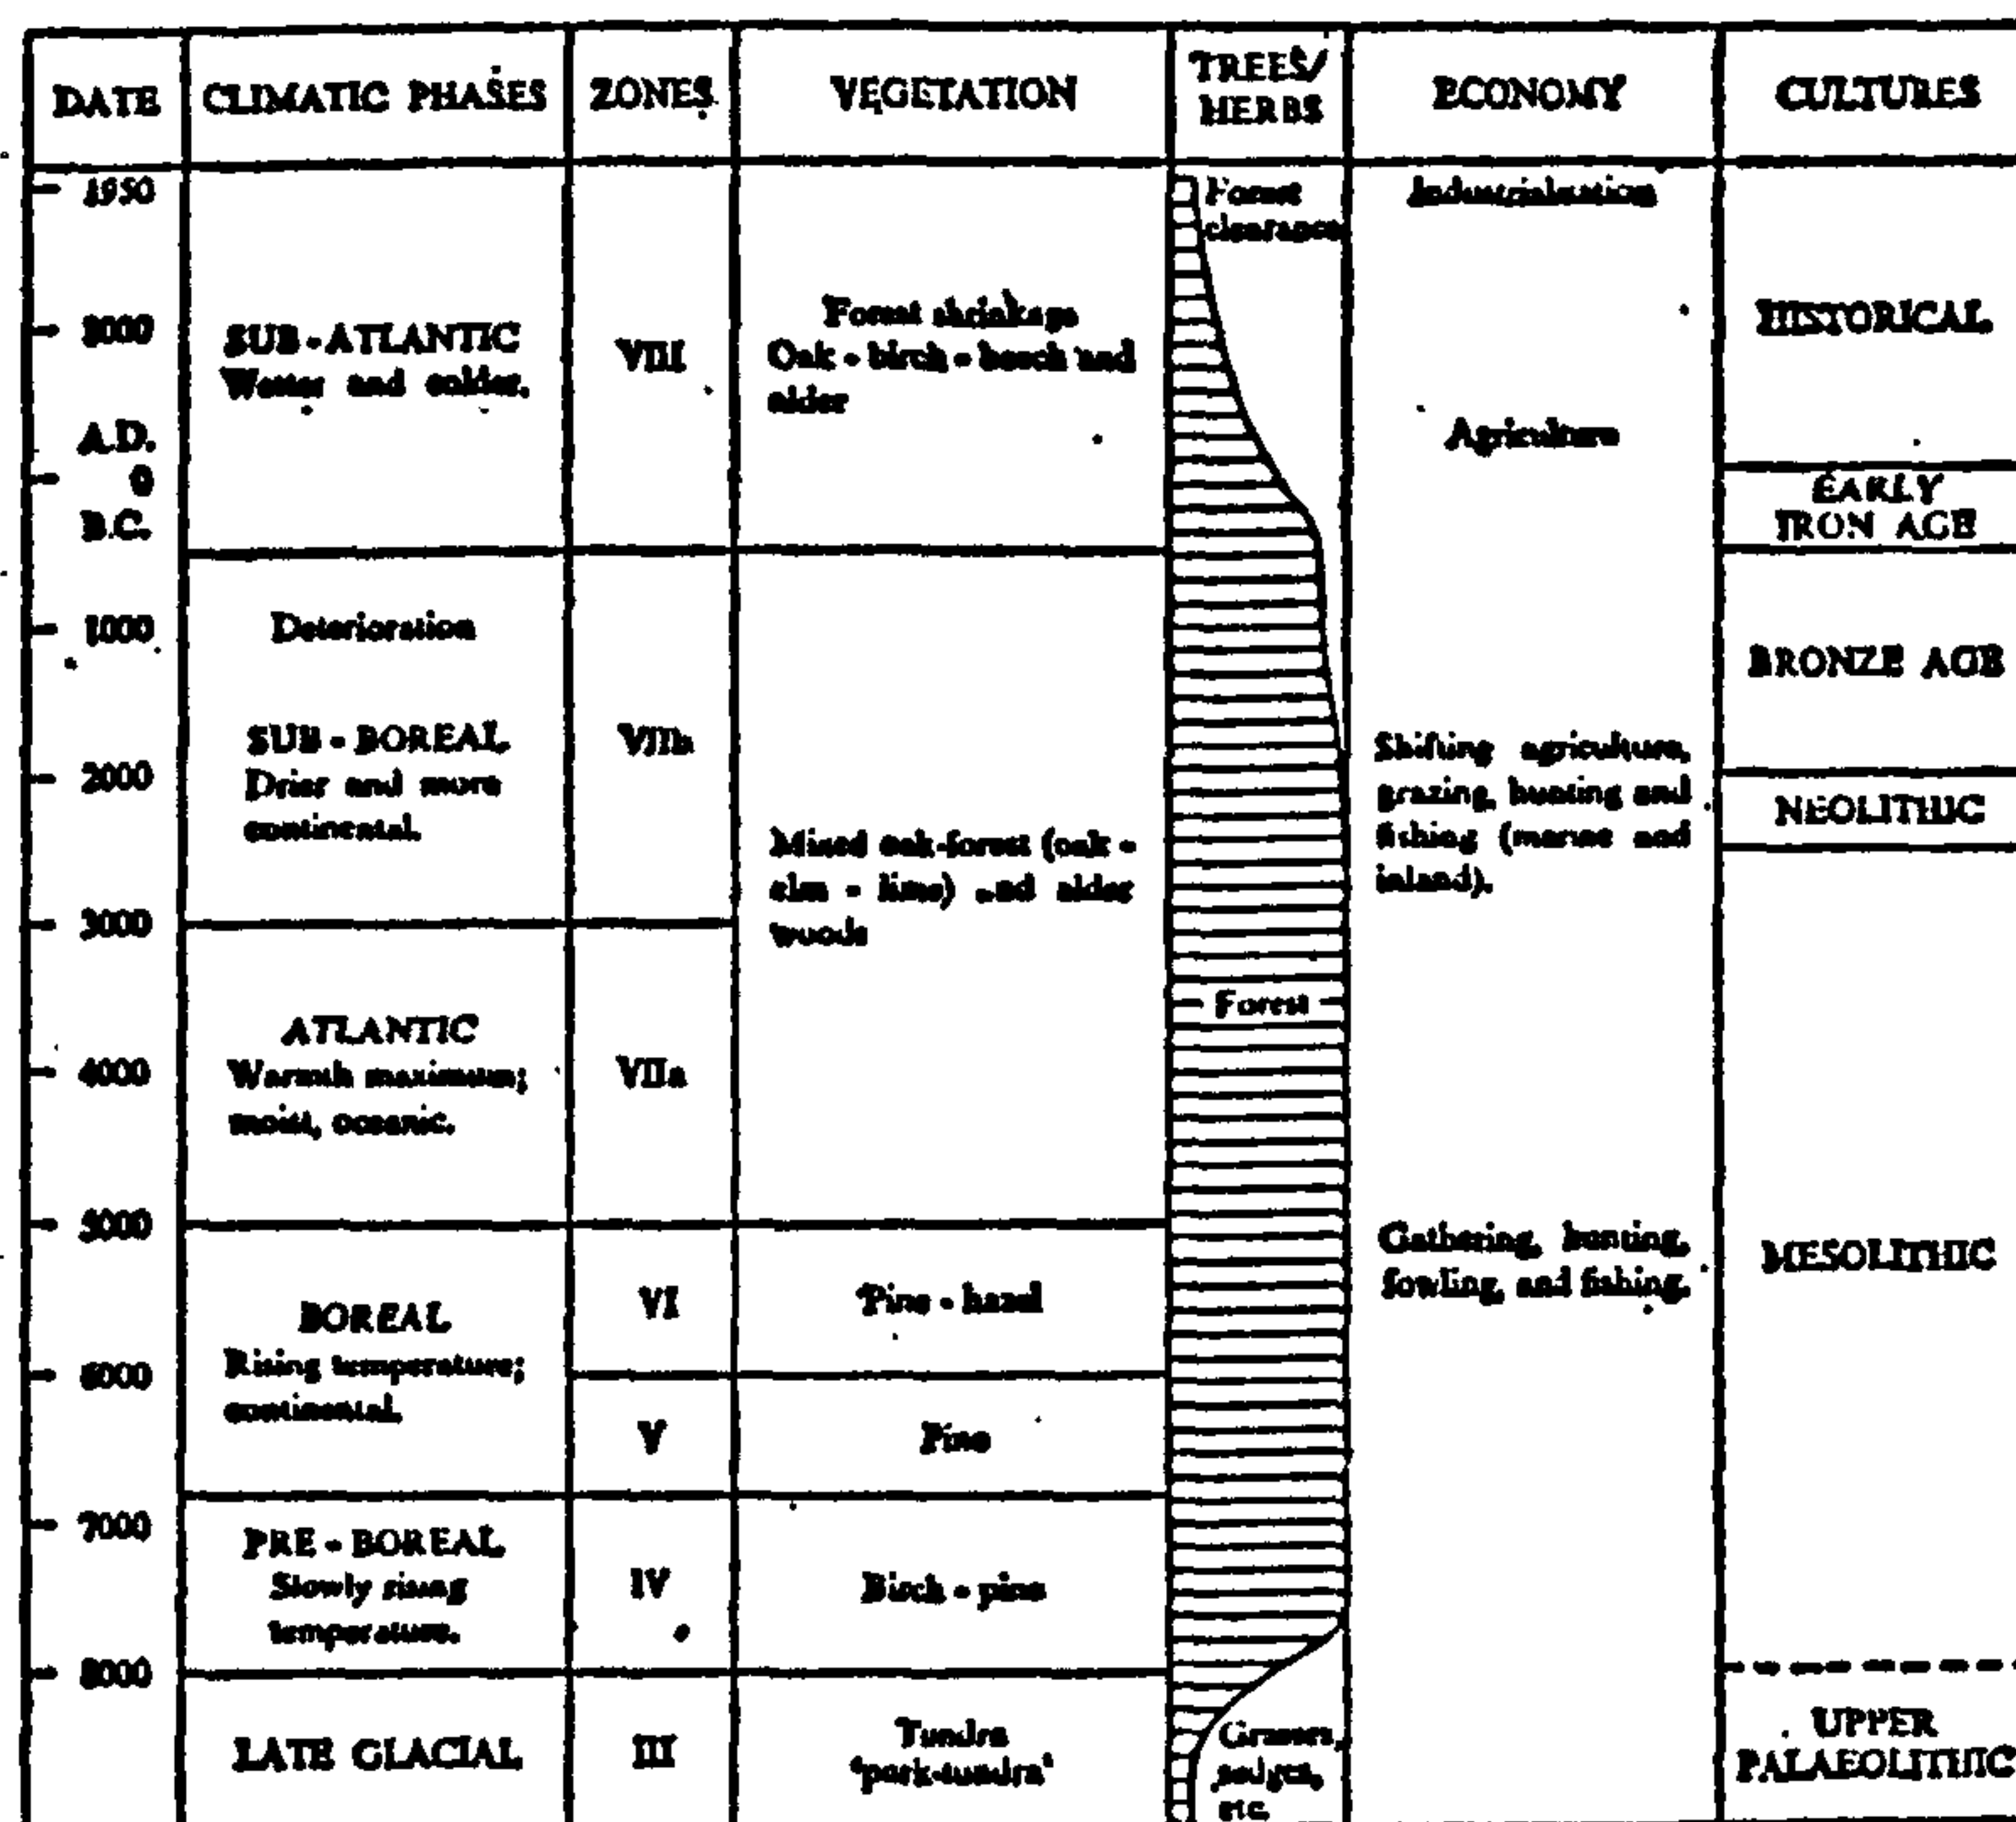 DATE
CLIMATIC PHASES
ZONES
VEGETATION
TREES/
HERBS
ECONOMY
CULTURES
1950
1000
A.D.
0
B.C.
1000
2000
3000
4000
5000
6000
7000
8000
SUB-ATLANTIC
Wetter and colder.
Deterioration
SUB-BOREAL
Drier and more
continental.
ATLANTIC
Warmth maximum;
moist, oceanic.
BOREAL
Rising temperature;
continental.
PRE-BOREAL
Slowly rising
temperature.
LATE GLACIAL
VIII
VIIb
VIIa
VI
V
IV
III
Forest shrinkage
Oak - birch - beech and
alder
Mixed oak-forest (oak -
elm - lime) and alder
woods
Pine - hazel
Pine
Birch - pine
Tundra
'park-tundra'
Forest
clearance
Forest
Grasses,
sedges,
etc.
Industrialisation
Agriculture
Shifting agriculture,
grazing, hunting and
fishing (marine and
inland).
Gathering, hunting,
fowling, and fishing.
HISTORICAL
EARLY
IRON AGE
BRONZE AGE
NEOLITHIC
MESOLITHIC
UPPER
PALAEOLITHIC